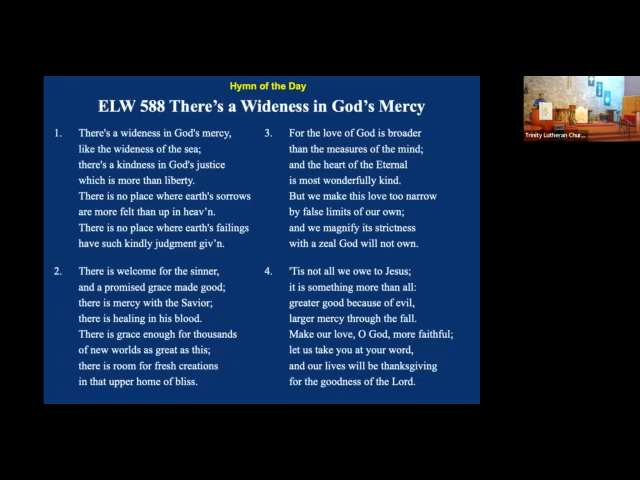 Hymn of the Day
ELW 588 There's a Wideness in God's Mercy
1. There's a wideness in God's mercy,
like the wideness of the sea;
there's a kindness in God's justice
which is more than liberty.
There is no place where earth's sorrows
are more felt than up in heav'n.
There is no place where earth's failings
have such kindly judgment giv'n.
2. There is welcome for the sinner,
and a promised grace made good;
there is mercy with the Savior;
there is healing in his blood.
There is grace enough for thousands
of new worlds as great as this;
there is room for fresh creations
in that upper home of bliss.
3. For the love of God is broader
than the measures of the mind;
and the heart of the Eternal
is most wonderfully kind.
But we make this love too narrow
by false limits of our own;
and we magnify its strictness
with a zeal God will not own.
4. 'Tis not all we owe to Jesus;
it is something more than all:
greater good because of evil,
larger mercy through the fall.
Make our love, O God, more faithful;
let us take you at your word,
and our lives will be thanksgiving
for the goodness of the Lord.
Trinity Lutheran Chur...